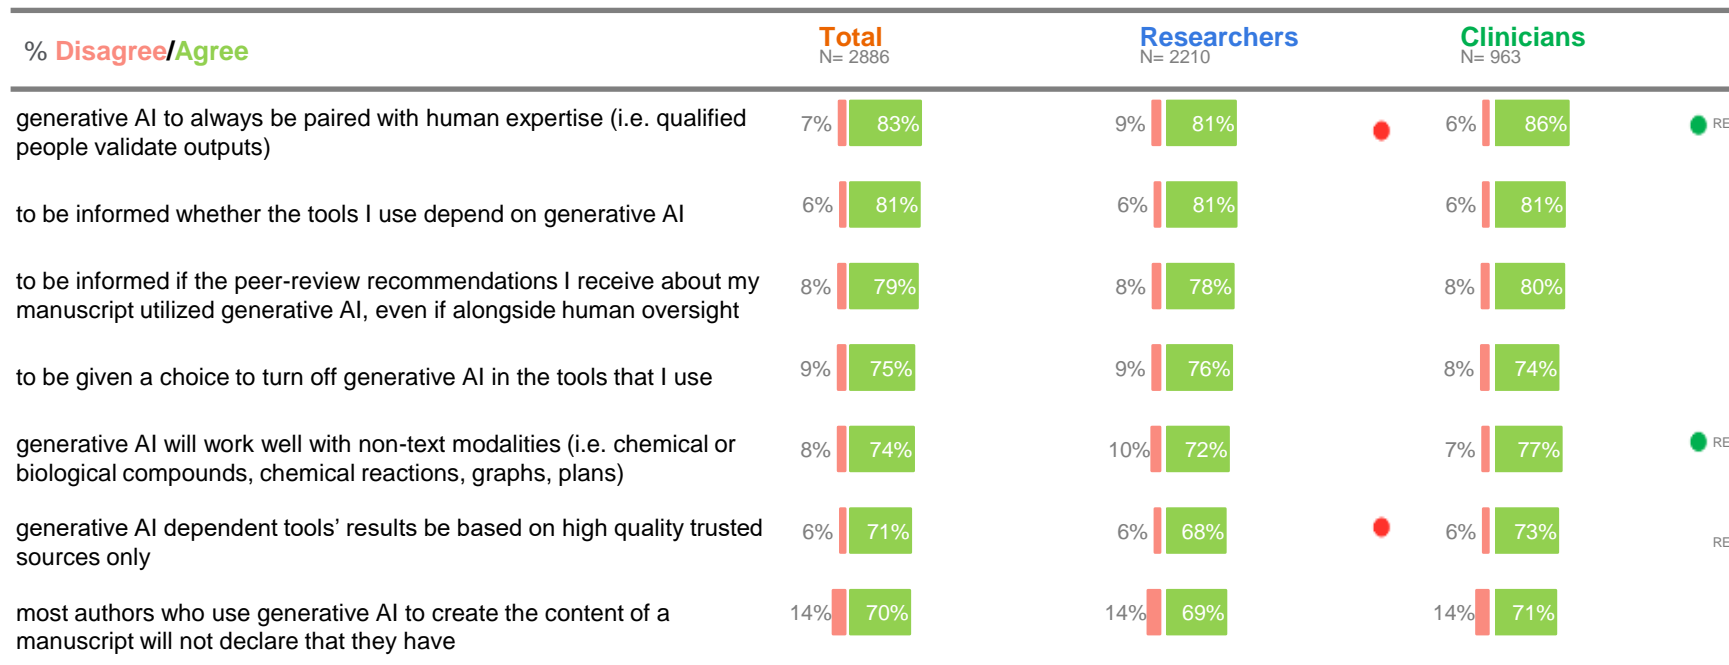 % Disagree/Agree
Total
N= 2886
Researchers
N= 2210
Clinicians
N= 963
generative AI to always be paired with human expertise (i.e. qualified
people validate outputs)
7% 83% 9% 81% 6% 86% RE
to be informed whether the tools I use depend on generative AI
6% 81% 6% 81% 6% 81%
to be informed if the peer-review recommendations I receive about my
manuscript utilized generative AI, even if alongside human oversight
8% 79% 8% 78% 8% 80%
to be given a choice to turn off generative AI in the tools that I use
9% 75% 9% 76% 8% 74%
generative AI will work well with non-text modalities (i.e. chemical or
biological compounds, chemical reactions, graphs, plans)
8% 74% 10% 72% 7% 77% RE
generative AI dependent tools’ results be based on high quality trusted
sources only
6% 71% 6% 68% 6% 73% RE
most authors who use generative AI to create the content of a
manuscript will not declare that they have
14% 70% 14% 69% 14% 71%